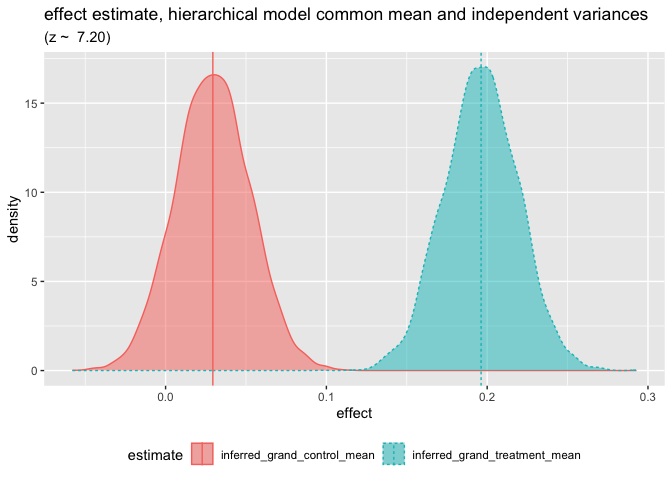 effect estimate, hierarchical model common mean and independent variances
(z ~  7.20)
density
15
10
5
0
0.0 0.1 0.2 0.3
effect
estimate inferred_grand_control_mean inferred_grand_treatment_mean